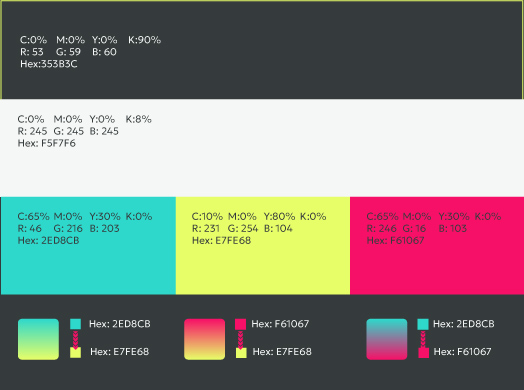 C:0% M:0% Y:0% K:90%
R: 53 G: 59 B: 60
Hex:353B3C
C:0% M:0% Y:0% K:8%
R: 245 G: 245 B: 245
Hex: F5F7F6
C:65% M:0% Y:30% K:0%
R: 46 G: 216 B: 203
Hex: 2ED8CB
C:10% M:0% Y:80% K:0%
R: 231 G: 254 B: 104
Hex: E7FE68
C:65% M:0% Y:30% K:0%
R: 246 G: 16 B: 103
Hex: F61067
Hex: 2ED8CB
Hex: E7FE68
Hex: F61067
Hex: E7FE68
Hex: 2ED8CB
Hex: F61067